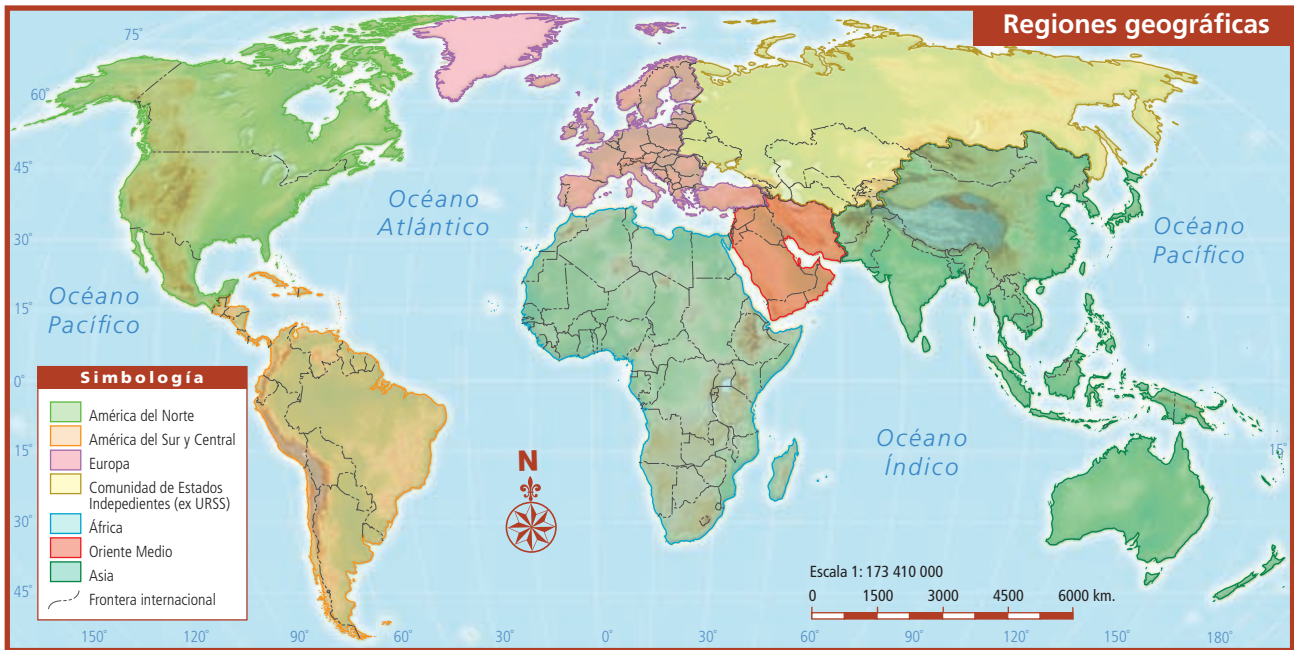 Regiones geográficas
75°
60°
45°
30°
15°
0°
15°
30°
45°
15°
Océano
Atlántico
Océano
Pacífico
Océano
Pacífico
Océano
Índico
N
Simbología
América del Norte
América del Sur y Central
Europa
Comunidad de Estados
Indepedientes (ex URSS)
África
Oriente Medio
Asia
Frontera internacional
Escala 1: 173 410 000
0 1500 3000 4500 6000 km.
150° 120° 90° 60° 30° 0° 30° 60° 90° 120° 150° 180°